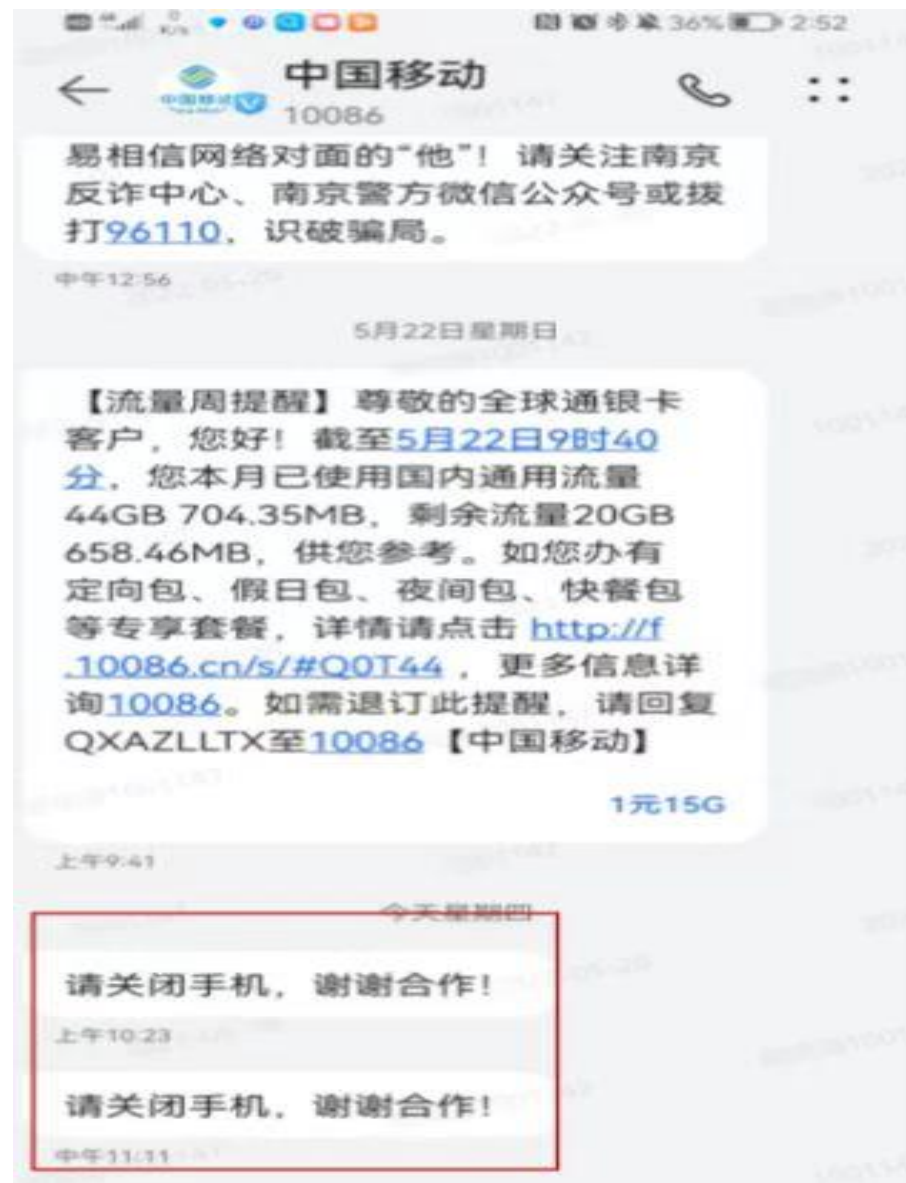 0
K/s
36%
2:52
中国移动
10086
易相信网络对面的“他”！请关注南京
反诈中心、南京警方微信公众号或拨
打96110，识破骗局。
中午12:56
5月22日星期日
【流量周提醒】尊敬的全球通银卡
客户，您好！截至5月22日9时40
分，您本月已使用国内通用流量
44GB 704.35MB，剩余流量20GB
658.46MB，供您参考。如您办有
定向包、假日包、夜间包、快餐包
等专享套餐，详情请点击 http://f
.10086.cn/s/#Q0T44 ，更多信息详
询10086。如需退订此提醒，请回复
QXAZLLTX至10086【中国移动】
1元15G
上午9:41
今天星期四
请关闭手机，谢谢合作！
上午10:23
请关闭手机，谢谢合作！
中午11:11